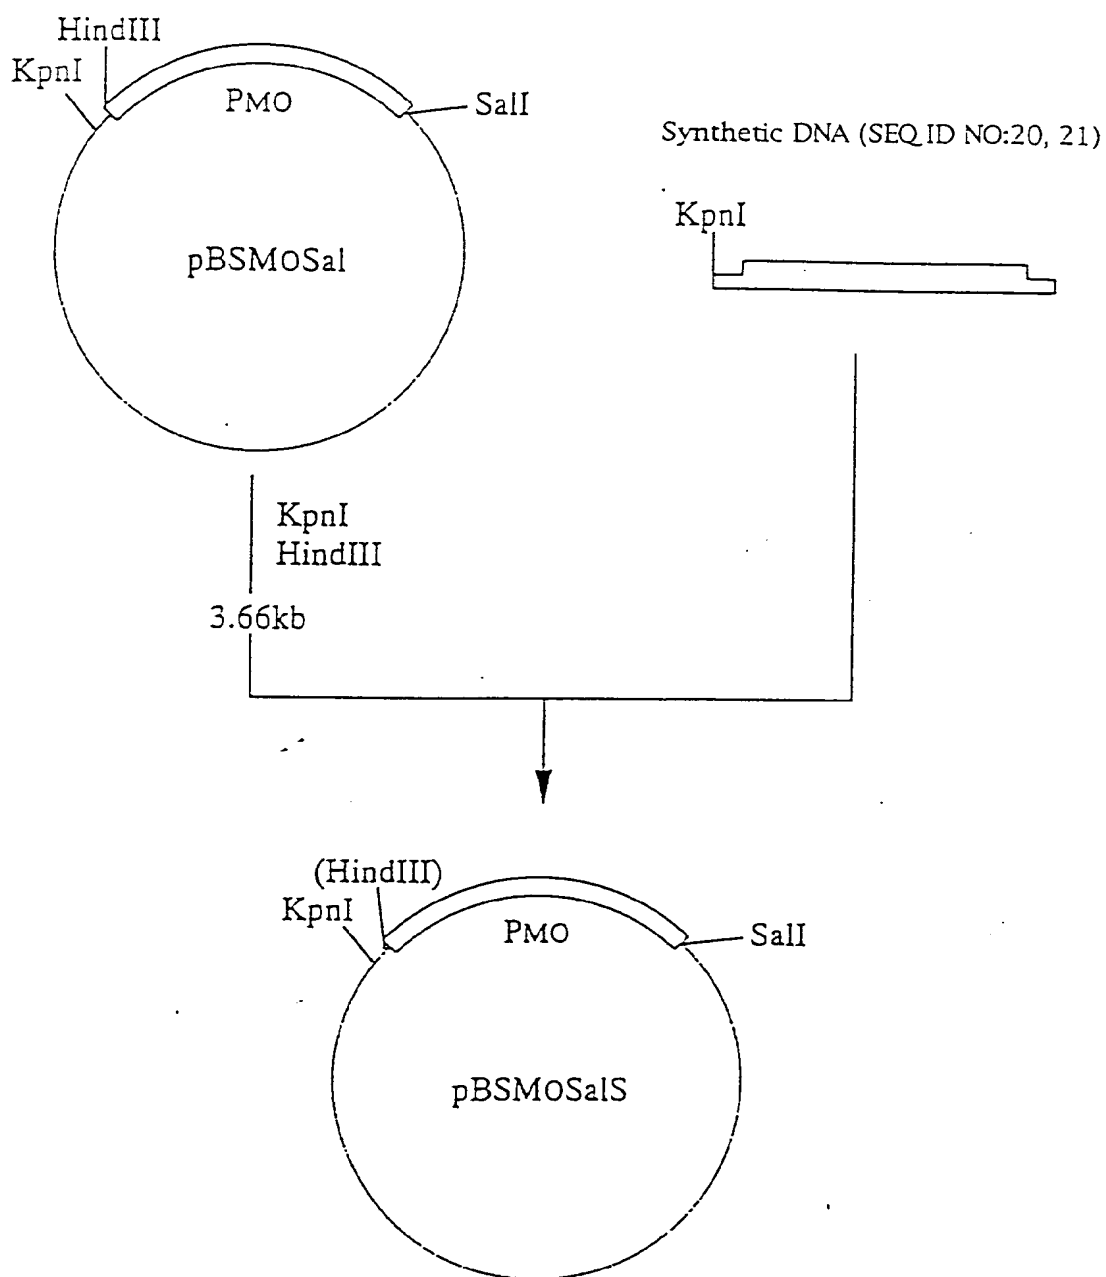 HindIII
KpnI
PMO
SalI
Synthetic DNA (SEQ ID NO:20, 21)
KpnI
pBSMOSal
KpnI
HindIII
3.66kb
(HindIII)
KpnI
PMO
SalI
pBSMOSalS